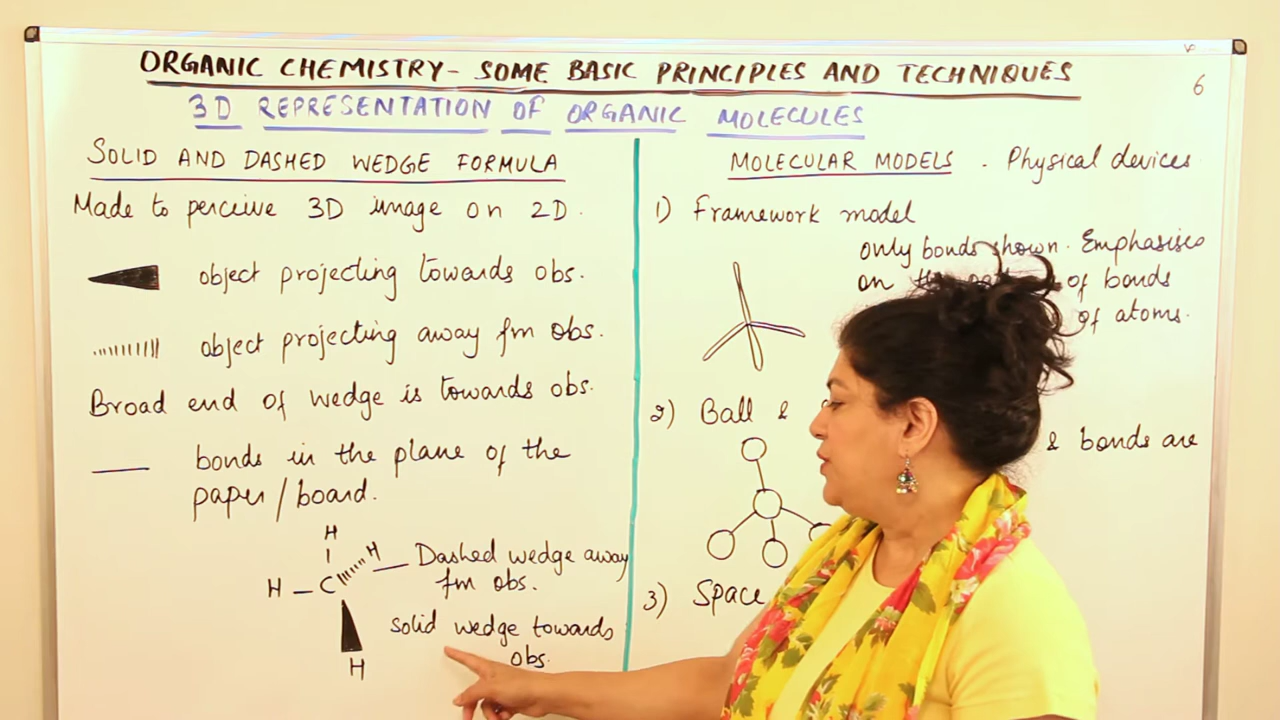 ORGANIC CHEMISTRY- SOME BASIC PRINCIPLES AND TECHNIQUES
6
3D REPRESENTATION OF ORGANIC MOLECULES
SOLID AND DASHED WEDGE FORMULA
Made to perceive 3D image on 2D.
object projecting towards obs.
object projecting away fm obs.
Broad end of wedge is towards obs.
bonds in the plane of the
paper/board.
H
H – C H — Dashed wedge away
fm obs.
solid wedge towards
obs.
H
MOLECULAR MODELS - Physical devices
1) Framework model
only bonds shown. Emphasises
on the of bonds
of atoms.
2) Ball &
& bonds are
3) Space